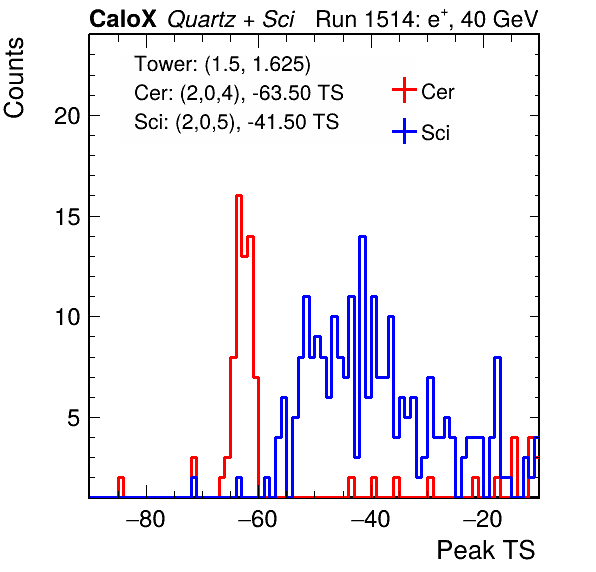 CaloX Quartz + Sci Run 1514: e⁺, 40 GeV
Counts
Tower: (1.5, 1.625)
Cer: (2,0,4), -63.50 TS
Sci: (2,0,5), -41.50 TS
Cer
Sci
20
15
10
5
−80 −60 −40 −20
Peak TS